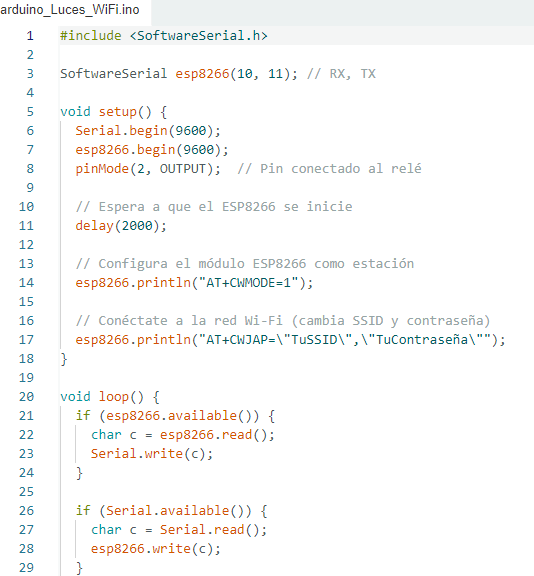 arduino_Luces_WiFi.ino
1 #include <SoftwareSerial.h>
2
3 SoftwareSerial esp8266(10, 11); // RX, TX
4
5 void setup() {
6 Serial.begin(9600);
7 esp8266.begin(9600);
8 pinMode(2, OUTPUT);  // Pin conectado al relé
9
10 // Espera a que el ESP8266 se inicie
11 delay(2000);
12
13 // Configura el módulo ESP8266 como estación
14 esp8266.println("AT+CWMODE=1");
15
16 // Conéctate a la red Wi-Fi (cambia SSID y contraseña)
17 esp8266.println("AT+CWJAP=\"TuSSID\",\"TuContraseña\"");
18 }
19
20 void loop() {
21 if (esp8266.available()) {
22 char c = esp8266.read();
23 Serial.write(c);
24 }
25
26 if (Serial.available()) {
27 char c = Serial.read();
28 esp8266.write(c);
29 }